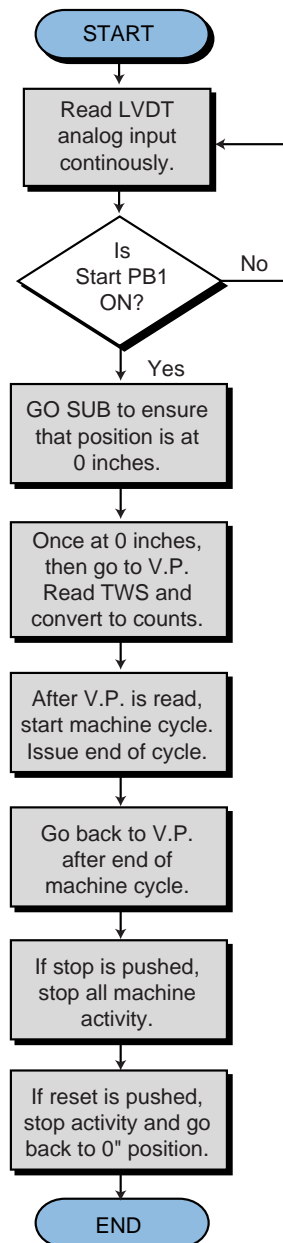 START
Read LVDT
analog input
continously.
Is
Start PB1
ON?
No
Yes
GO SUB to ensure
that position is at
0 inches.
Once at 0 inches,
then go to V.P.
Read TWS and
convert to counts.
After V.P. is read,
start machine cycle.
Issue end of cycle.
Go back to V.P.
after end of
machine cycle.
If stop is pushed,
stop all machine
activity.
If reset is pushed,
stop activity and go
back to 0" position.
END